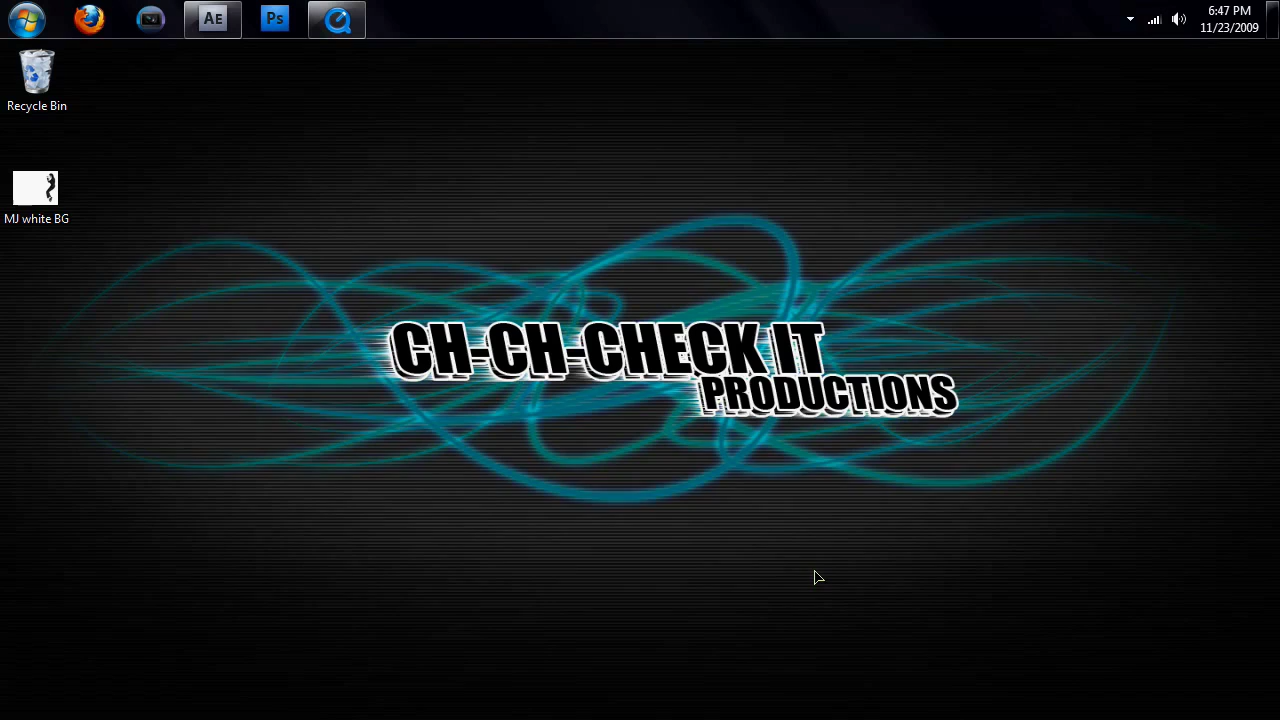 AE
Ps
6:47 PM
11/23/2009
Recycle Bin
MJ white BG
CH-CH-CHECK IT
PRODUCTIONS